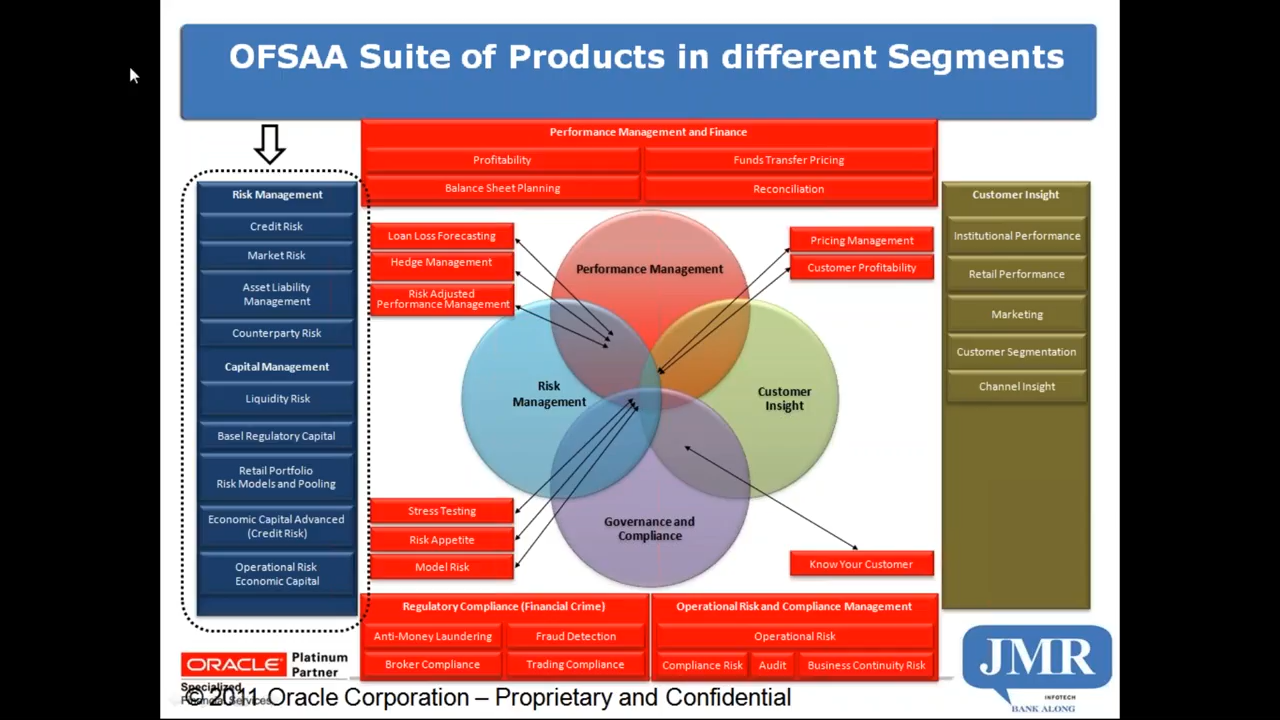 OFSAA Suite of Products in different Segments
Performance Management and Finance
Profitability
Funds Transfer Pricing
Balance Sheet Planning
Reconciliation
Risk Management
Credit Risk
Market Risk
Asset Liability
Management
Counterparty Risk
Capital Management
Liquidity Risk
Basel Regulatory Capital
Retail Portfolio
Risk Models and Pooling
Economic Capital Advanced
(Credit Risk)
Operational Risk
Economic Capital
Loan Loss Forecasting
Hedge Management
Risk Adjusted
Performance Management
Pricing Management
Customer Profitability
Performance Management
Risk
Management
Customer
Insight
Governance and
Compliance
Stress Testing
Risk Appetite
Model Risk
Know Your Customer
Customer Insight
Institutional Performance
Retail Performance
Marketing
Customer Segmentation
Channel Insight
Regulatory Compliance (Financial Crime)
Anti-Money Laundering
Fraud Detection
Broker Compliance
Trading Compliance
Operational Risk and Compliance Management
Operational Risk
Compliance Risk
Audit
Business Continuity Risk
ORACLE
Platinum
Partner
Specialized
Financial Services
© 2011 Oracle Corporation – Proprietary and Confidential
JMR
INFOTECH
BANK ALONG